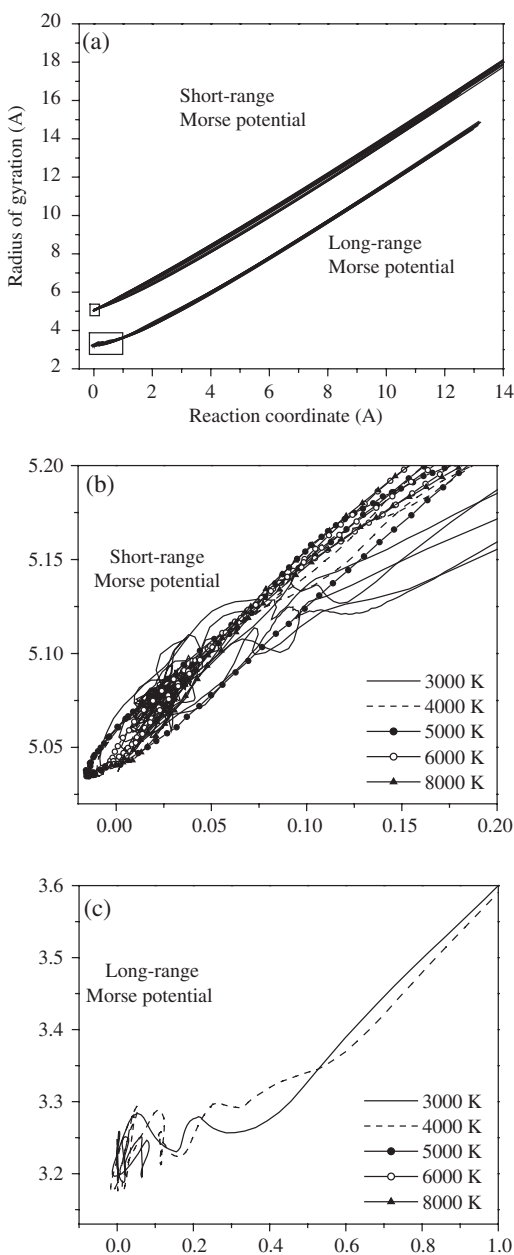 (a)
20
18
16
14
12
10
8
6
4
2
Radius of gyration (A)
Short-range
Morse potential
Long-range
Morse potential
0 2 4 6 8 10 12 13 14
Reaction coordinate (A)
(b)
5.20
5.15
5.10
5.05
Short-range
Morse potential
3000 K
4000 K
5000 K
6000 K
8000 K
0.00 0.05 0.10 0.15 0.20
(c)
3.6
3.5
3.4
3.3
3.2
Long-range
Morse potential
3000 K
4000 K
5000 K
6000 K
8000 K
0.0 0.2 0.4 0.6 0.8 1.0